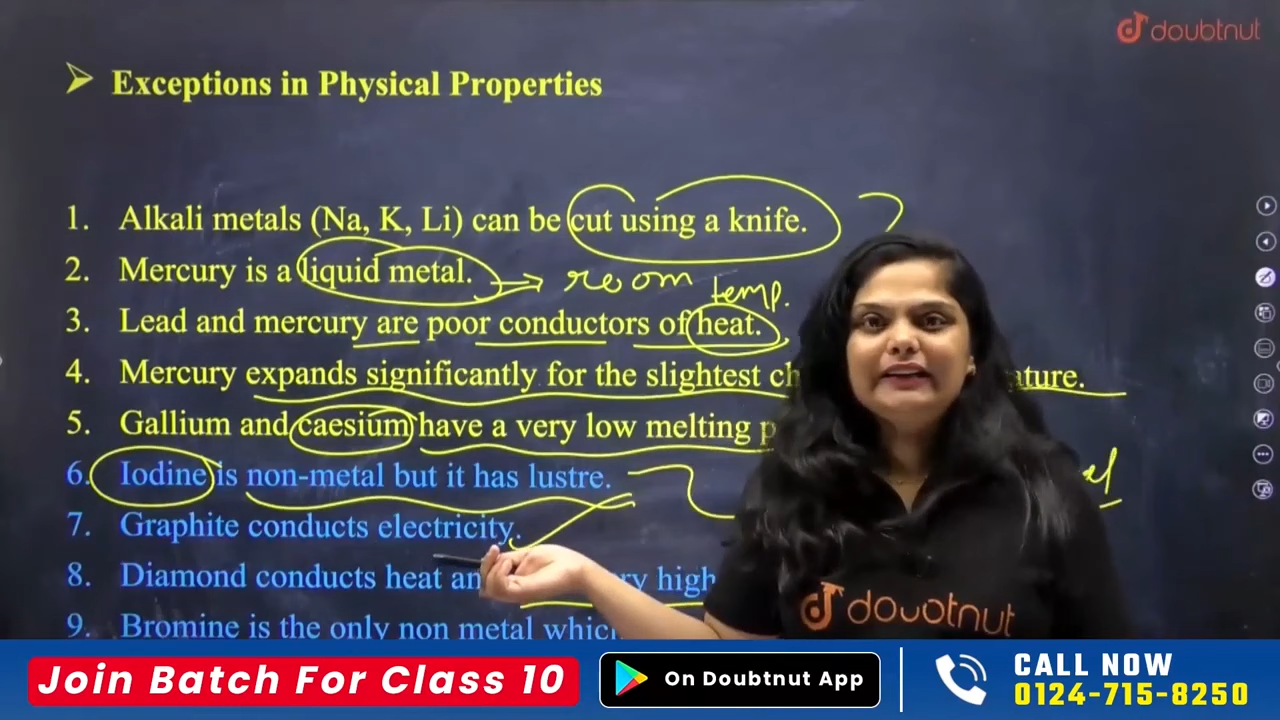 doubtnut
Exceptions in Physical Properties
1. Alkali metals (Na, K, Li) can be cut using a knife.
2. Mercury is a liquid metal. → room temp.
3. Lead and mercury are poor conductors of heat.
4. Mercury expands significantly for the slightest
5. Gallium and caesium have a very low melting
6. Iodine is non-metal but it has lustre.
7. Graphite conducts electricity.
8. Diamond conducts heat high
9. Bromine is the only non metal
doubtnut
Join Batch For Class 10
On Doubtnut App
CALL NOW
0124-715-8250